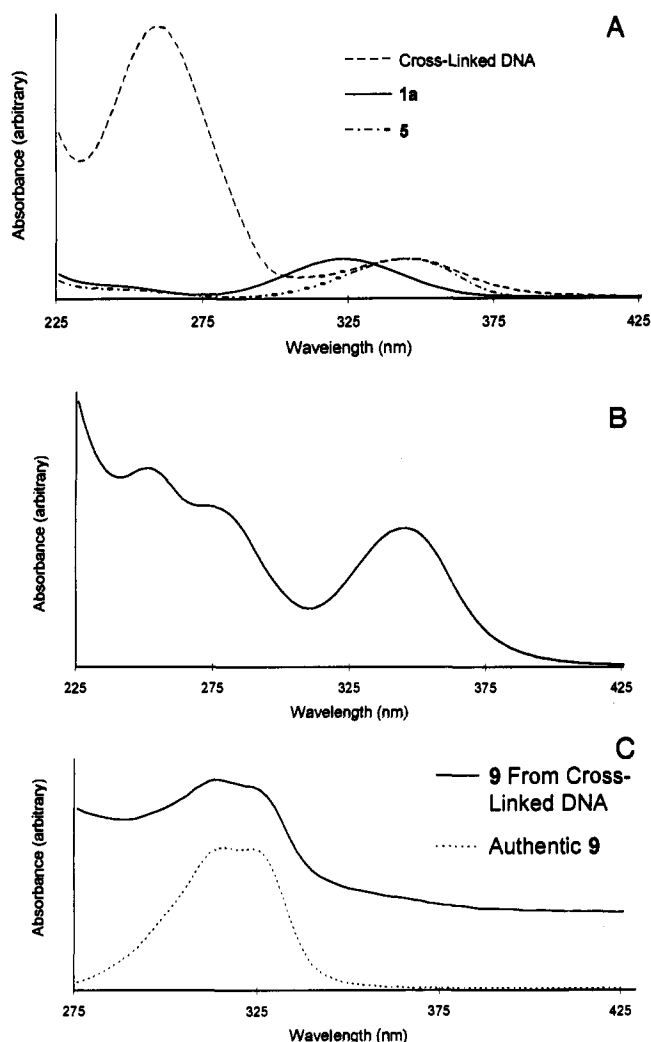 A
Absorbance (arbitrary)
Cross-Linked DNA
1a
5
225 275 325 375 425
Wavelength (nm)
B
Absorbance (arbitrary)
225 275 325 375 425
Wavelength (nm)
C
Absorbance (arbitrary)
9 From Cross-
Linked DNA
Authentic 9
275 325 375 425
Wavelength (nm)